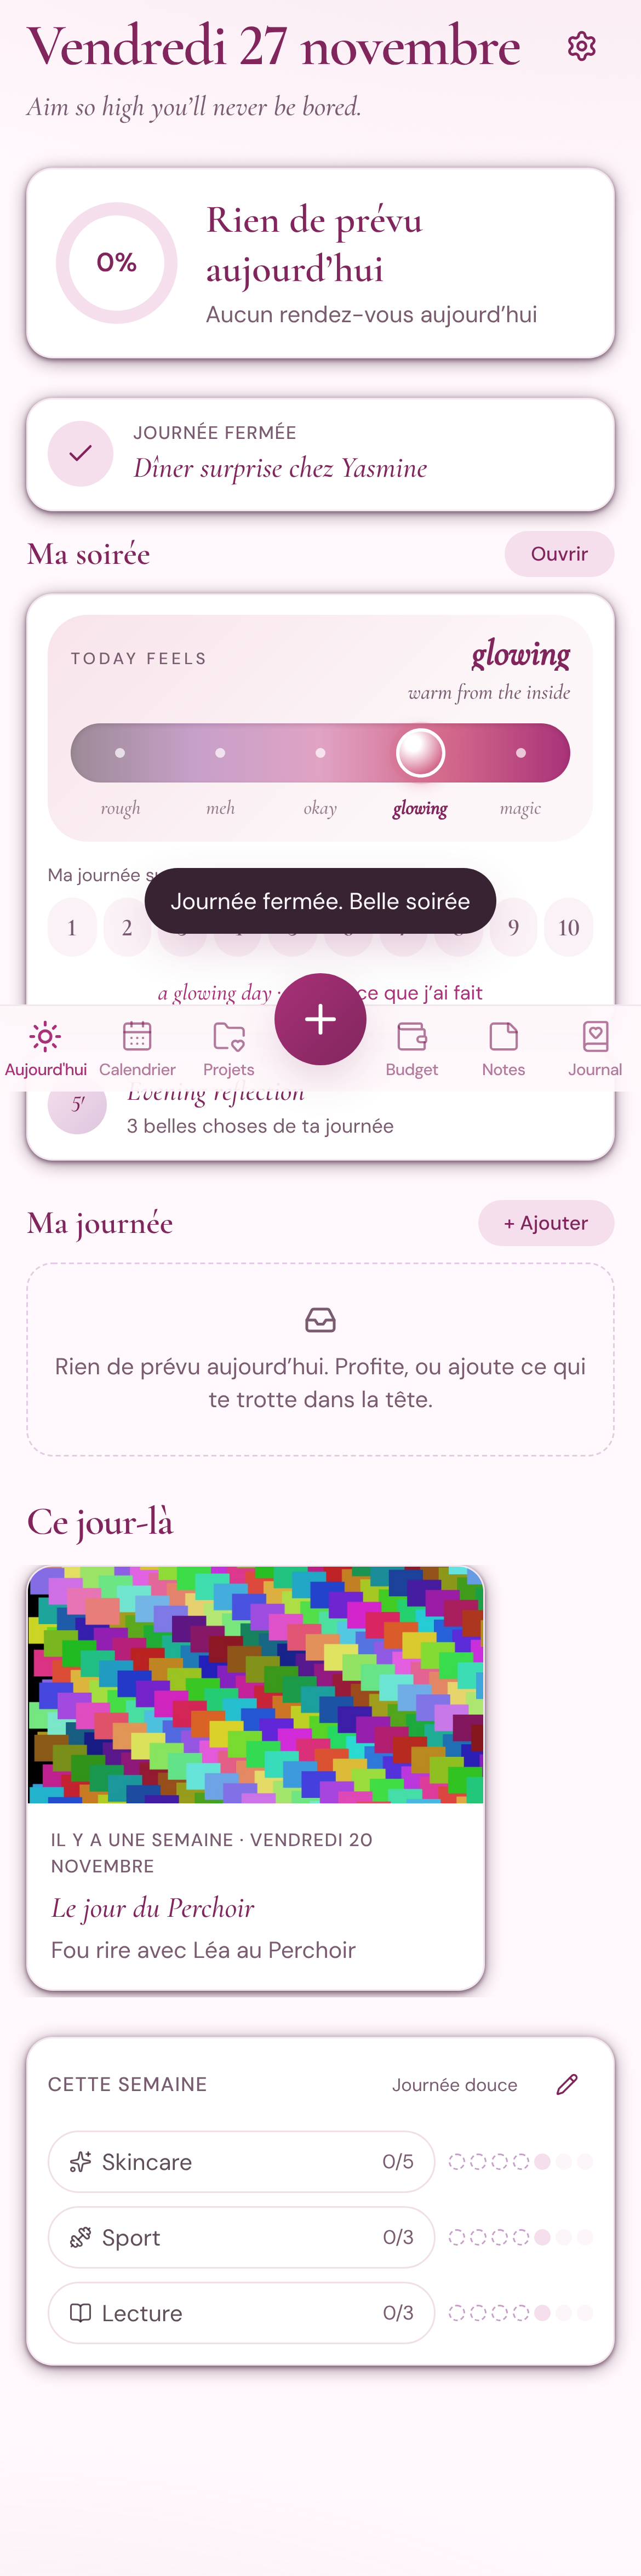 Vendredi 27 novembre
Aim so high you’ll never be bored.
0%
Rien de prévu
aujourd’hui
Aucun rendez-vous aujourd’hui
JOURNÉE FERMÉE
Dîner surprise chez Yasmine
Ma soirée
Ouvrir
TODAY FEELS
glowing
warm from the inside
rough
meh
okay
glowing
magic
Ma journée
Journée fermée. Belle soirée
1
2
9
10
a glowing day ·
ce que j’ai fait
Aujourd'hui
Calendrier
Projets
Budget
Notes
Journal
5'
Evening reflection
3 belles choses de ta journée
Ma journée
+ Ajouter
Rien de prévu aujourd’hui. Profite, ou ajoute ce qui
te trotte dans la tête.
Ce jour-là
IL Y A UNE SEMAINE · VENDREDI 20
NOVEMBRE
Le jour du Perchoir
Fou rire avec Léa au Perchoir
CETTE SEMAINE
Journée douce
Skincare
0/5
Sport
0/3
Lecture
0/3